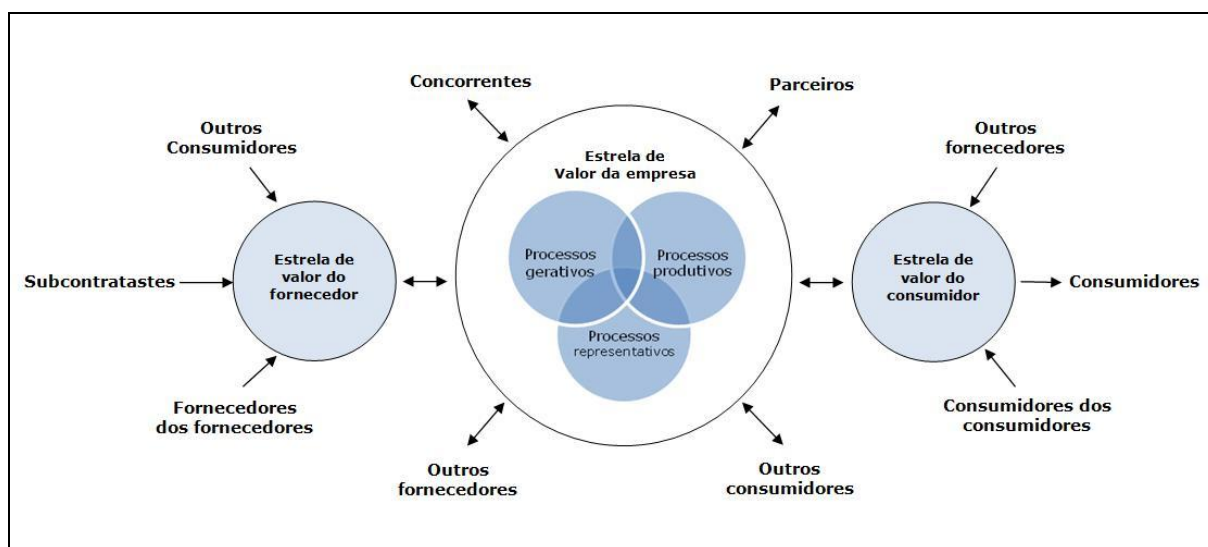 Concorrentes
Parceiros
Outros
Consumidores
Outros
fornecedores
Estrela de
Valor da empresa
Processos
gerativos
Processos
produtivos
Processos
representativos
Subcontratastes
Estrela de
valor do
fornecedor
Estrela de
valor do
consumidor
Consumidores
Fornecedores
dos fornecedores
Consumidores dos
consumidores
Outros
fornecedores
Outros
consumidores